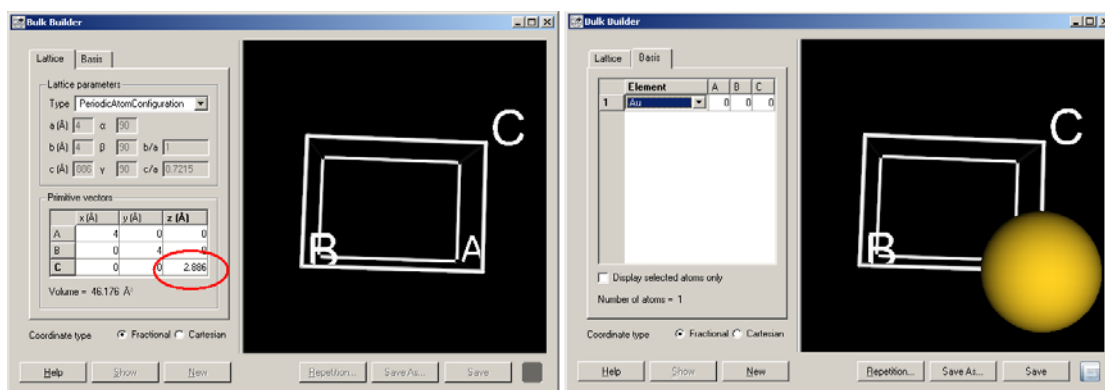 Bulk Builder
Lattice Basis
Lattice parameters
Type PeriodicAtomConfiguration
a (Å) 4 α 90
b (Å) 4 β 90 b/a 1
c (Å) .886 γ 90 c/a 0.7215
Primitive vectors
x (Å) y (Å) z (Å)
A 4 0 0
B 0 4 0
C 0 0 2.886
Volume = 46.176 Å³
Coordinate type Fractional Cartesian
Help Show New
C
B
A
Repetition... Save As... Save
Bulk Builder
Lattice Basis
Element A B C
1 Au 0 0 0
Display selected atoms only
Number of atoms = 1
Coordinate type Fractional Cartesian
Help Show New
C
B
Repetition... Save As... Save